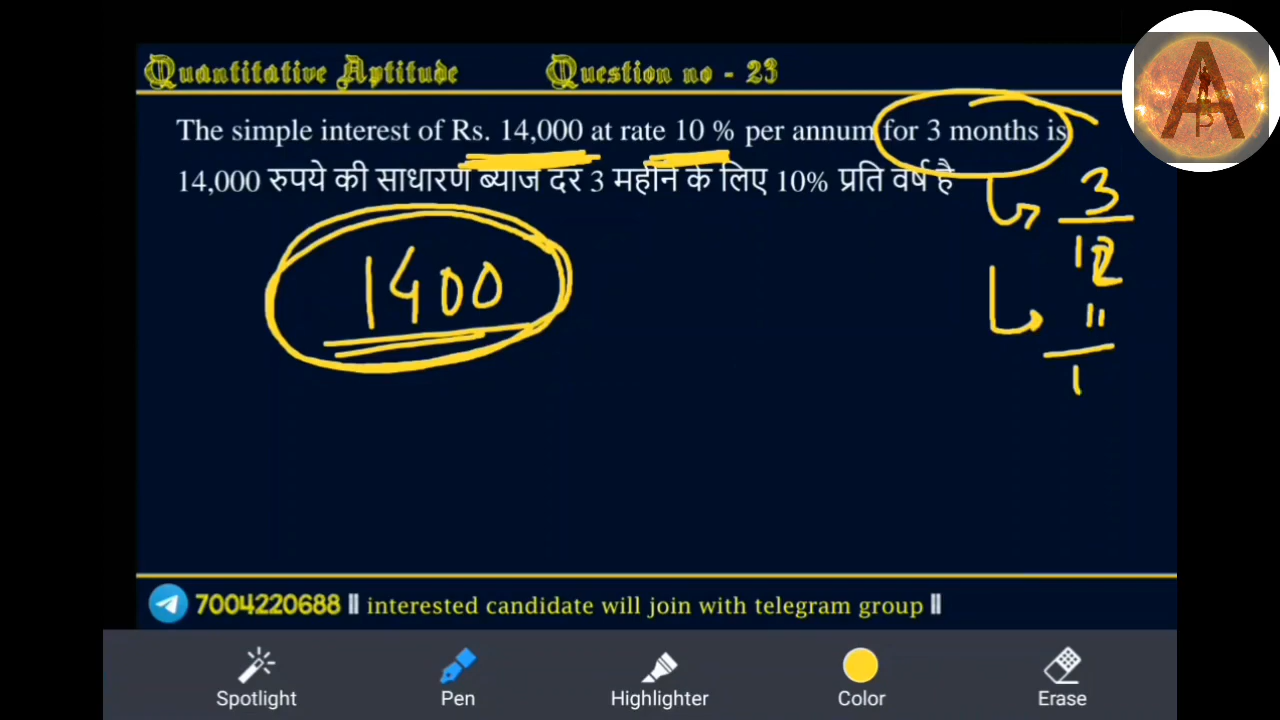 Quantitative Aptitude Question no - 23
The simple interest of Rs. 14,000 at rate 10 % per annum for 3 months is
14,000 रुपये की साधारण ब्याज दर 3 महीने के लिए 10% प्रति वर्ष है
3
12
1400
11
1
7004220688 || interested candidate will join with telegram group ||
Spotlight Pen Highlighter Color Erase